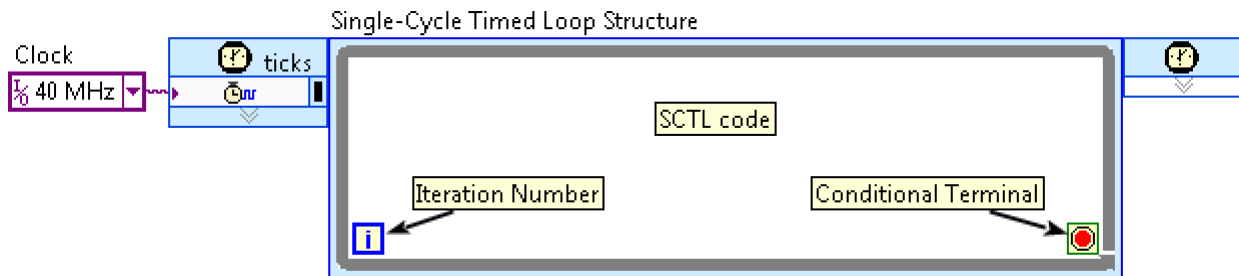 Single-Cycle Timed Loop Structure
Clock
ticks
I/O 40 MHz
SCTL code
Iteration Number
Conditional Terminal
i